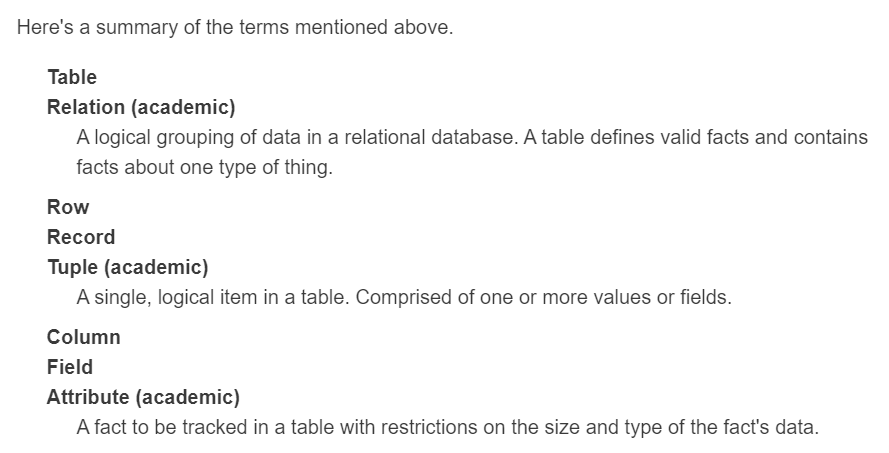 Here's a summary of the terms mentioned above.
Table
Relation (academic)
A logical grouping of data in a relational database. A table defines valid facts and contains
facts about one type of thing.
Row
Record
Tuple (academic)
A single, logical item in a table. Comprised of one or more values or fields.
Column
Field
Attribute (academic)
A fact to be tracked in a table with restrictions on the size and type of the fact's data.